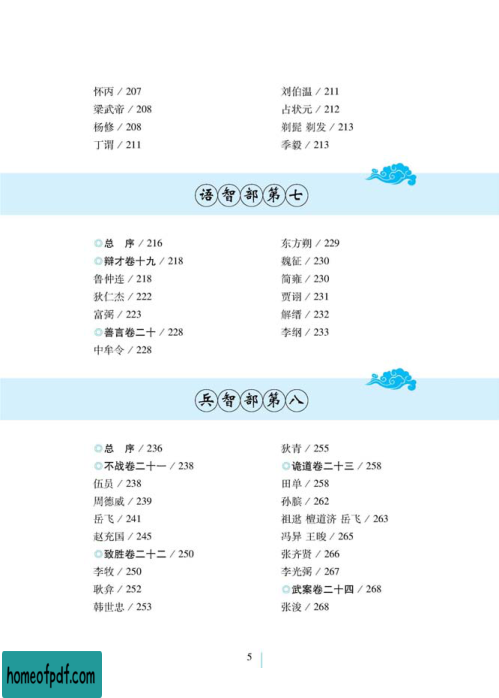 怀丙 / 207
梁武帝 / 208
杨修 / 208
丁谓 / 211
刘伯温 / 211
占状元 / 212
剃髭 剃发 / 213
季毅 / 213
语智部第七
总 序 / 216
辩才卷十九 / 218
鲁仲连 / 218
狄仁杰 / 222
富弼 / 223
善言卷二十 / 228
中牟令 / 228
东方朔 / 229
魏征 / 230
简雍 / 230
贾诩 / 231
解缙 / 232
李纲 / 233
兵智部第八
总 序 / 236
不战卷二十一 / 238
伍员 / 238
周德威 / 239
岳飞 / 241
赵充国 / 245
致胜卷二十二 / 250
李牧 / 250
耿弇 / 252
韩世忠 / 253
狄青 / 255
诡道卷二十三 / 258
田单 / 258
孙膑 / 262
祖逖 檀道济 岳飞 / 263
冯异 王晙 / 265
张齐贤 / 266
李光弼 / 267
武案卷二十四 / 268
张浚 / 268
5
homeofpdf.com